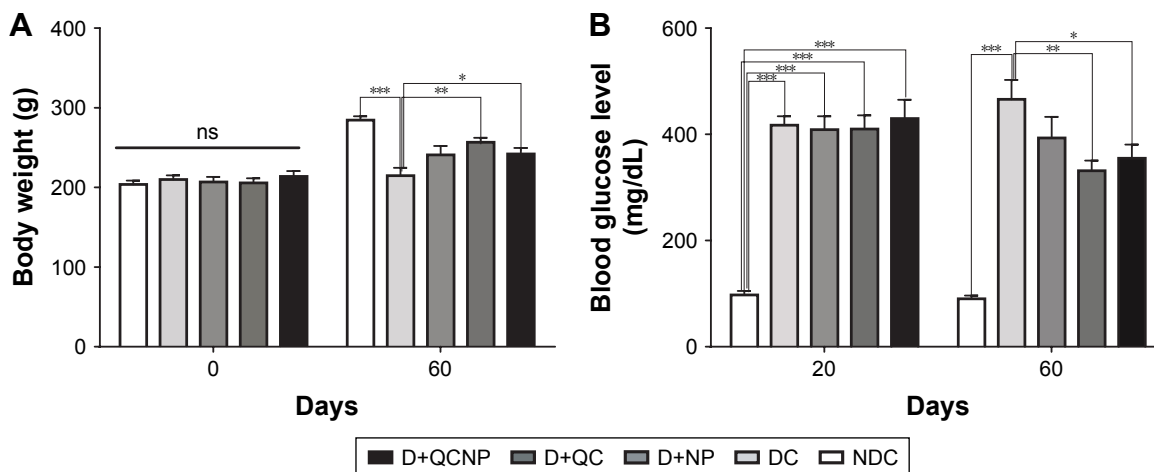 A
Body weight (g)
400
300
200
100
0
ns
***
**
*
0
60
Days
B
Blood glucose level
(mg/dL)
600
400
200
0
***
***
***
***
***
**
*
20
60
Days
D+QCNP D+QC D+NP DC NDC